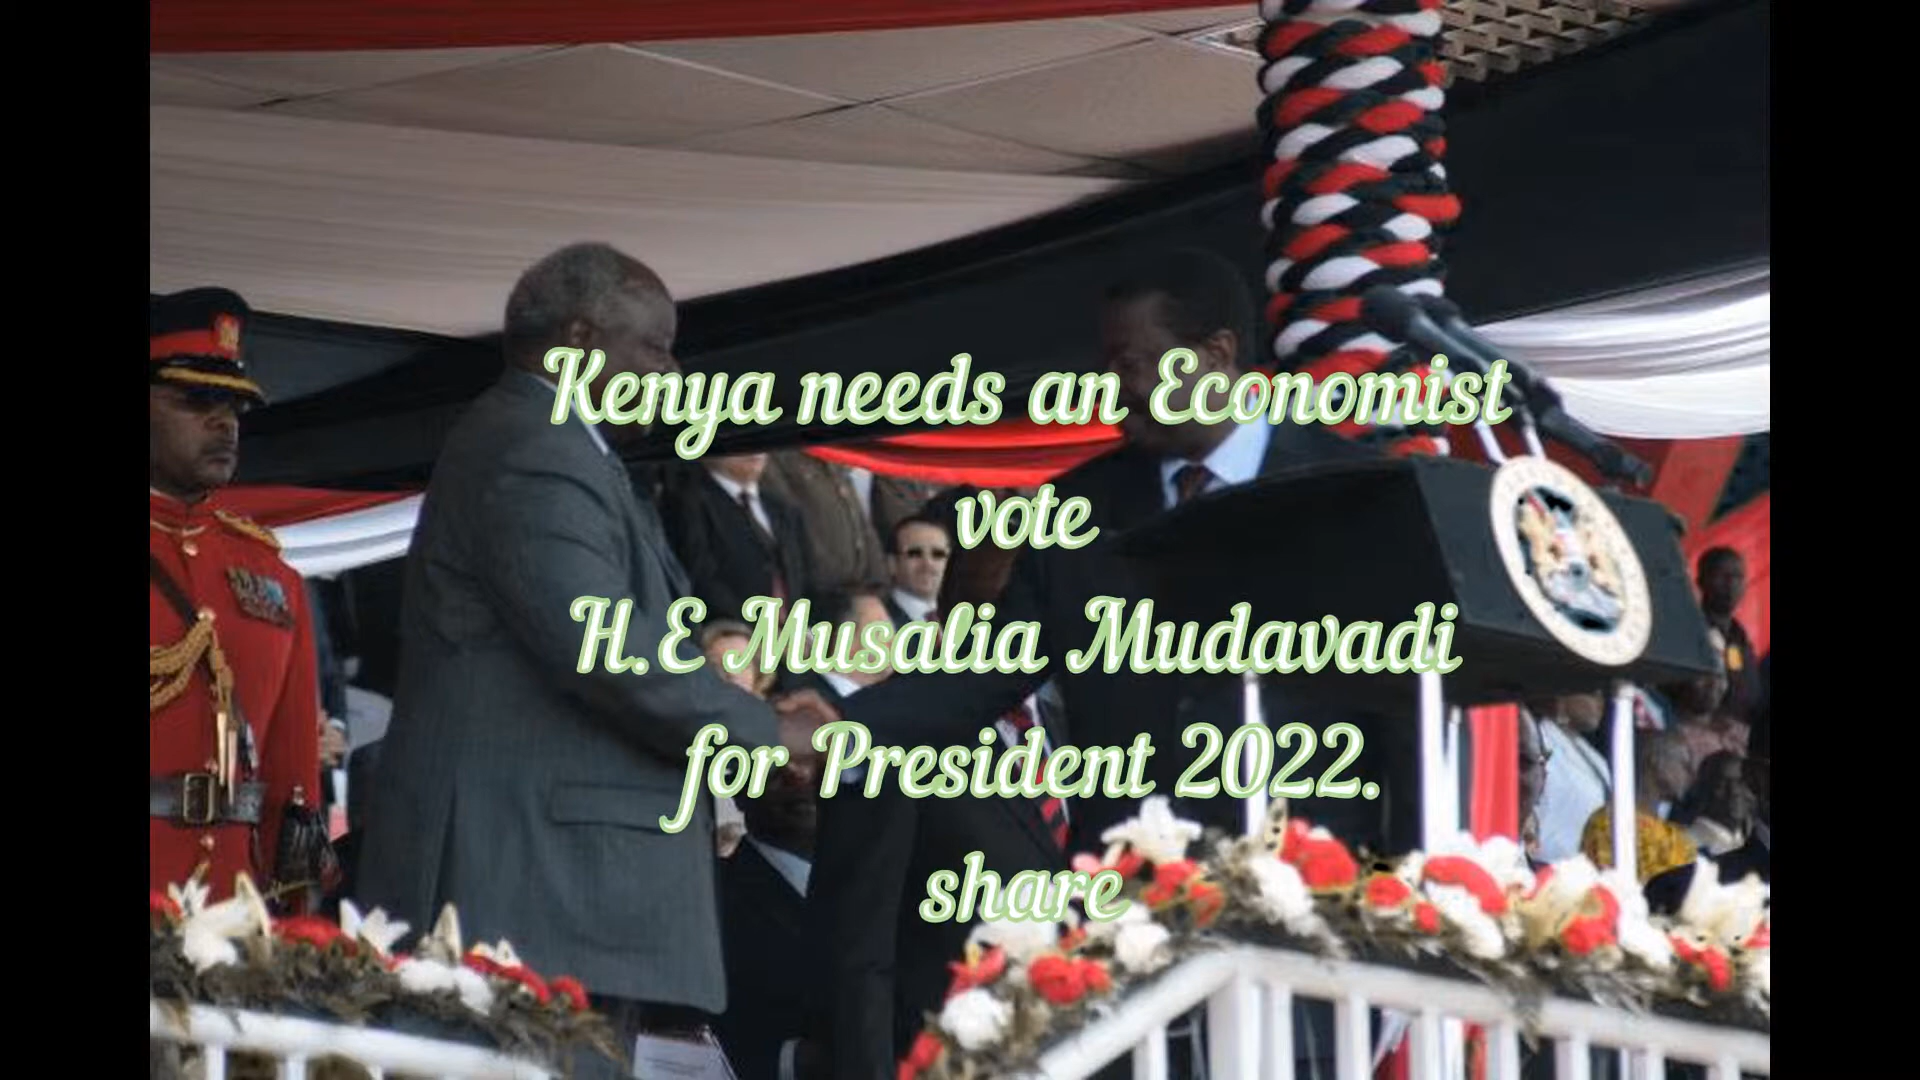 Kenya needs an Economist
vote
H.E Musalia Mudavadi
for President 2022.
share